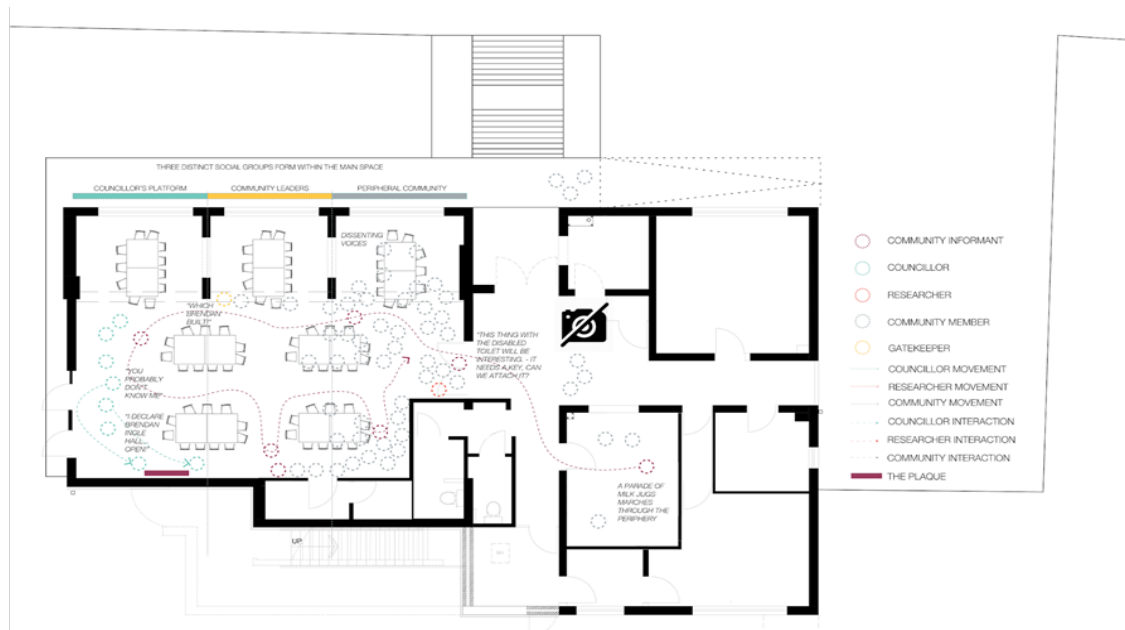 THREE DISTINCT SOCIAL GROUPS FORM WITHIN THE MAIN SPACE
COUNCILLOR'S PLATFORM
COMMUNITY LEADERS
PERIPHERAL COMMUNITY
DISSENTING
VOICES
"WHICH
BRENDAN
BUILT!"
"YOU
PROBABLY
DON'T
KNOW ME"
"I DECLARE
BRENDAN
INGLE
HALL...
OPEN!"
"THIS THING WITH
THE DISABLED
TOILET WILL BE
INTERESTING. - IT
NEEDS A KEY, CAN
WE ATTACH IT?
A PARADE OF
MILK JUGS
MARCHES
THROUGH THE
PERIPHERY
UP
COMMUNITY INFORMANT
COUNCILLOR
RESEARCHER
COMMUNITY MEMBER
GATEKEEPER
COUNCILLOR MOVEMENT
RESEARCHER MOVEMENT
COMMUNITY MOVEMENT
COUNCILLOR INTERACTION
RESEARCHER INTERACTION
COMMUNITY INTERACTION
THE PLAQUE